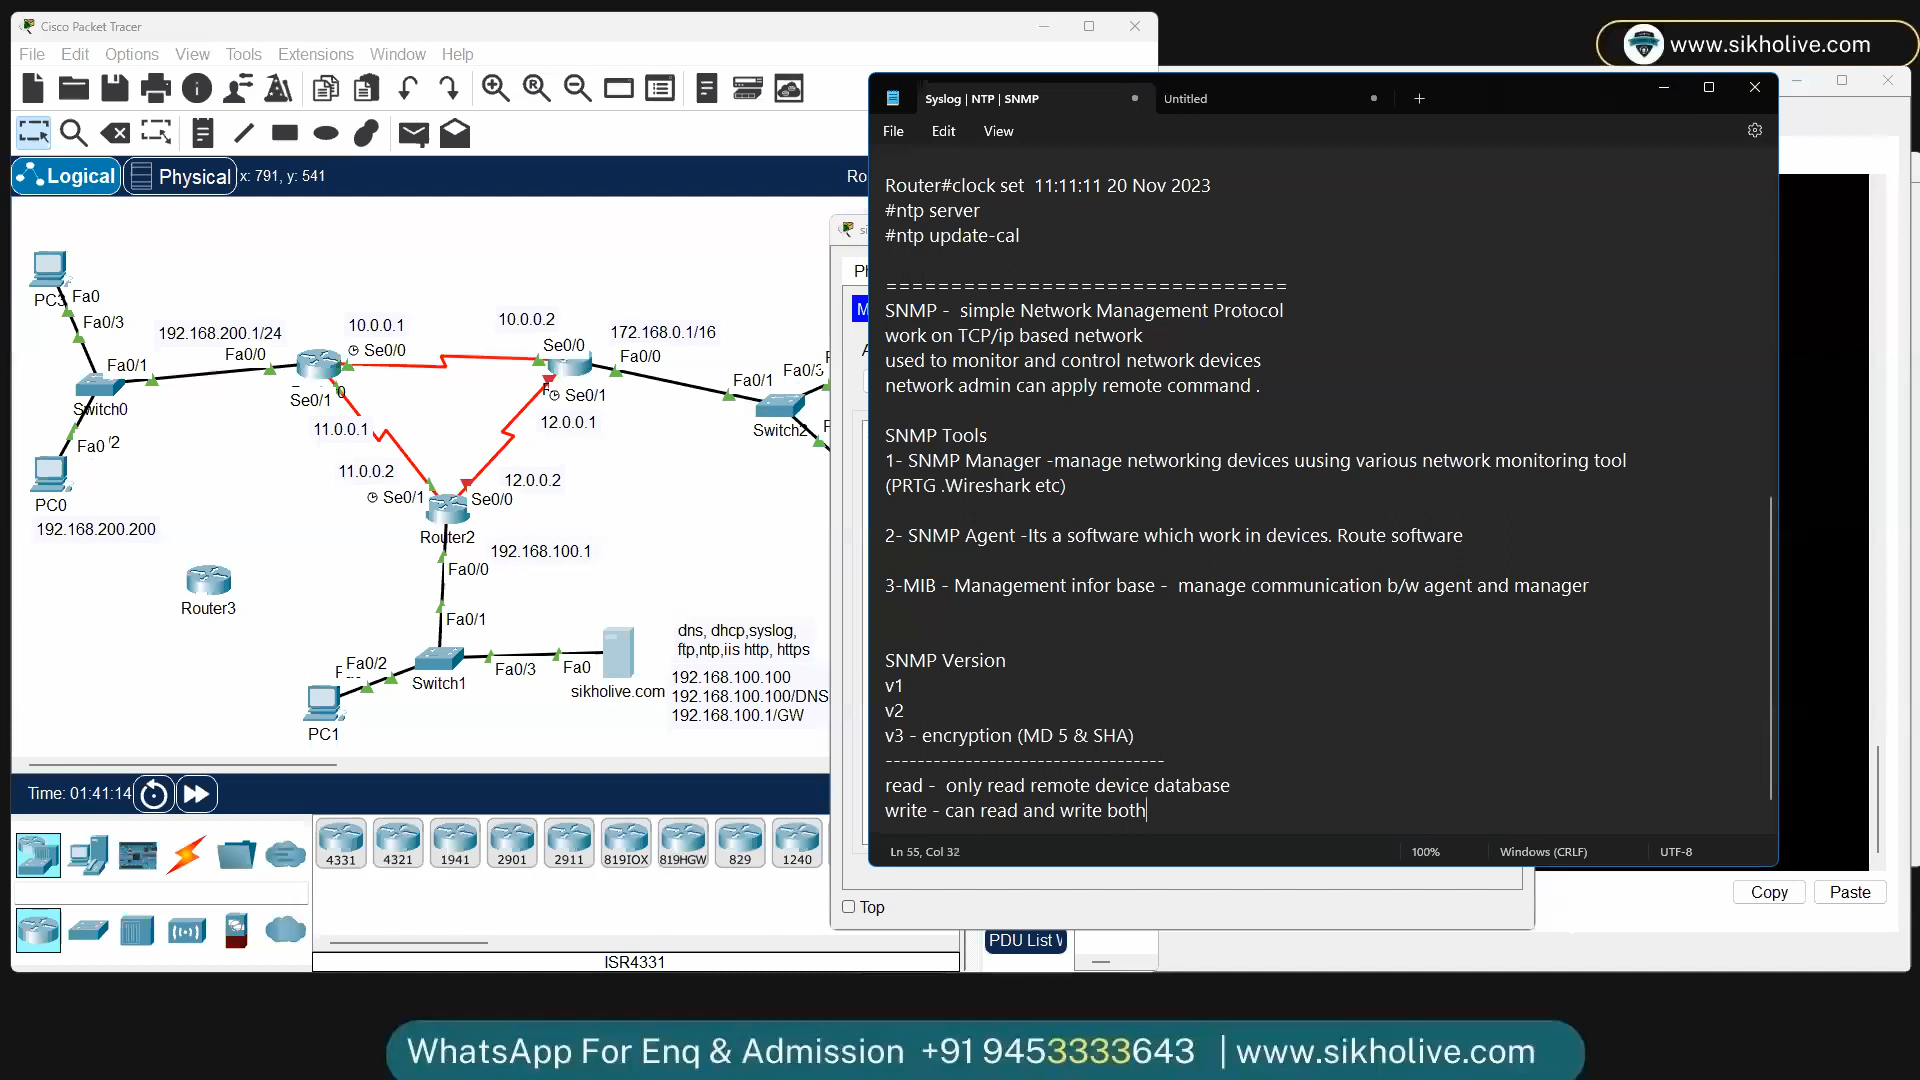 Cisco Packet Tracer
File Edit Options View Tools Extensions Window Help
Logical Physical x: 791, y: 541
Ro
PC3
Fa0
Fa0/3
192.168.200.1/24
Fa0/0
Fa0/1
Switch0
Fa0
/2
PC0
192.168.200.200
10.0.0.1
Se0/0
Se0/1
0
11.0.0.1
10.0.0.2
Se0/0
172.168.0.1/16
Fa0/0
Se0/1
12.0.0.1
Fa0/1
Fa0/3
Switch2
11.0.0.2
Se0/1
12.0.0.2
Se0/0
Router2
192.168.100.1
Fa0/0
Router3
Fa0/1
Fa0/2
Switch1
Fa0/3
Fa0
PC1
sikholive.com
dns, dhcp,syslog,
ftp,ntp,iis http, https
192.168.100.100
192.168.100.100/DNS
192.168.100.1/GW
Time: 01:41:14
4331 4321 1941 2901 2911 819IOX 819HGW 829 1240
ISR4331
Top
PDU List W
Copy Paste
www.sikholive.com
Syslog | NTP | SNMP
Untitled
File Edit View
Router#clock set 11:11:11 20 Nov 2023
#ntp server
#ntp update-cal
===============================
SNMP - simple Network Management Protocol
work on TCP/ip based network
used to monitor and control network devices
network admin can apply remote command .
SNMP Tools
1- SNMP Manager -manage networking devices uusing various network monitoring tool
(PRTG .Wireshark etc)
2- SNMP Agent -Its a software which work in devices. Route software
3-MIB - Management infor base - manage communication b/w agent and manager
SNMP Version
v1
v2
v3 - encryption (MD 5 & SHA)
----------------------------------
read - only read remote device database
write - can read and write both
Ln 55, Col 32 100% Windows (CRLF) UTF-8
WhatsApp For Enq & Admission +91 9453333643 | www.sikholive.com